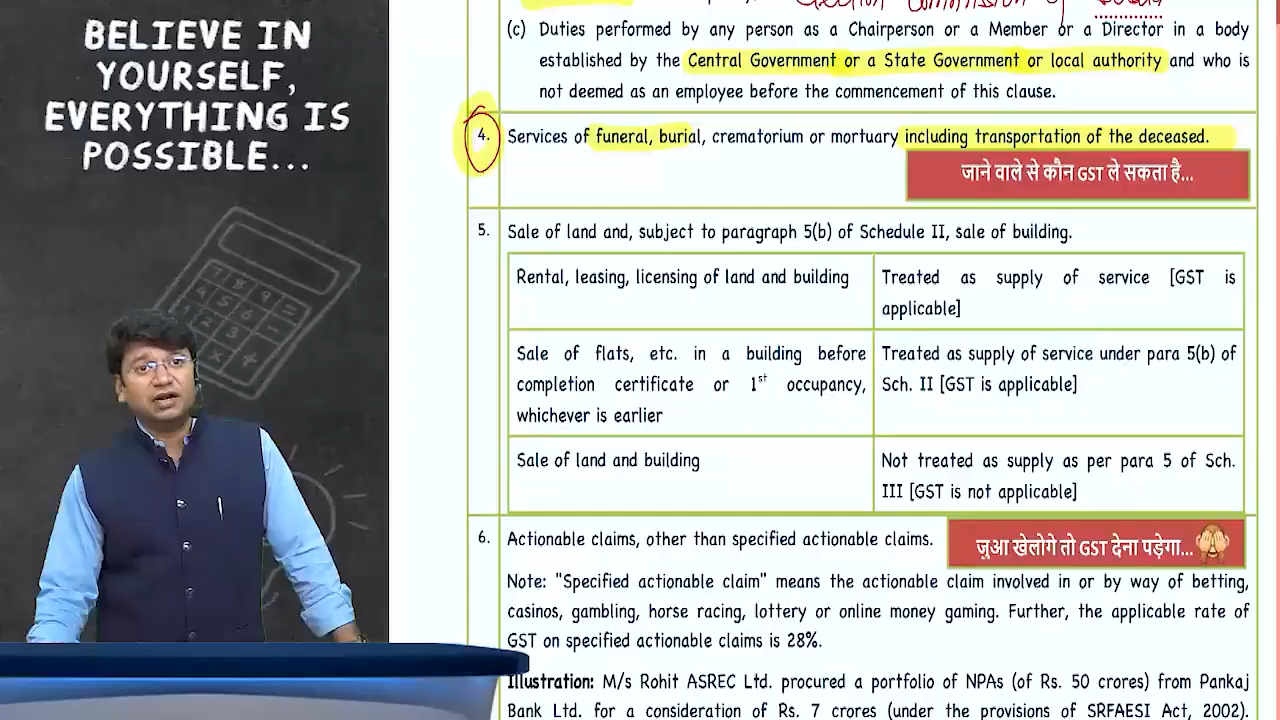 BELIEVE IN
YOURSELF,
EVERYTHING IS
POSSIBLE...
(c) Duties performed by any person as a Chairperson or a Member or a Director in a body
established by the Central Government or a State Government or local authority and who is
not deemed as an employee before the commencement of this clause.
4. Services of funeral, burial, crematorium or mortuary including transportation of the deceased.
जाने वाले से कौन GST ले सकता है...
5. Sale of land and, subject to paragraph 5(b) of Schedule II, sale of building.
Rental, leasing, licensing of land and building
Treated as supply of service [GST is
applicable]
Sale of flats, etc. in a building before
completion certificate or 1st occupancy,
whichever is earlier
Treated as supply of service under para 5(b) of
Sch. II [GST is applicable]
Sale of land and building
Not treated as supply as per para 5 of Sch.
III [GST is not applicable]
6. Actionable claims, other than specified actionable claims.
जुआ खेलोगे तो GST देना पड़ेगा...
Note: "Specified actionable claim" means the actionable claim involved in or by way of betting,
casinos, gambling, horse racing, lottery or online money gaming. Further, the applicable rate of
GST on specified actionable claims is 28%.
Illustration: M/s Rohit ASREC Ltd. procured a portfolio of NPAs (of Rs. 50 crores) from Pankaj
Bank Ltd. for a consideration of Rs. 7 crores (under the provisions of SRFAESI Act, 2002).